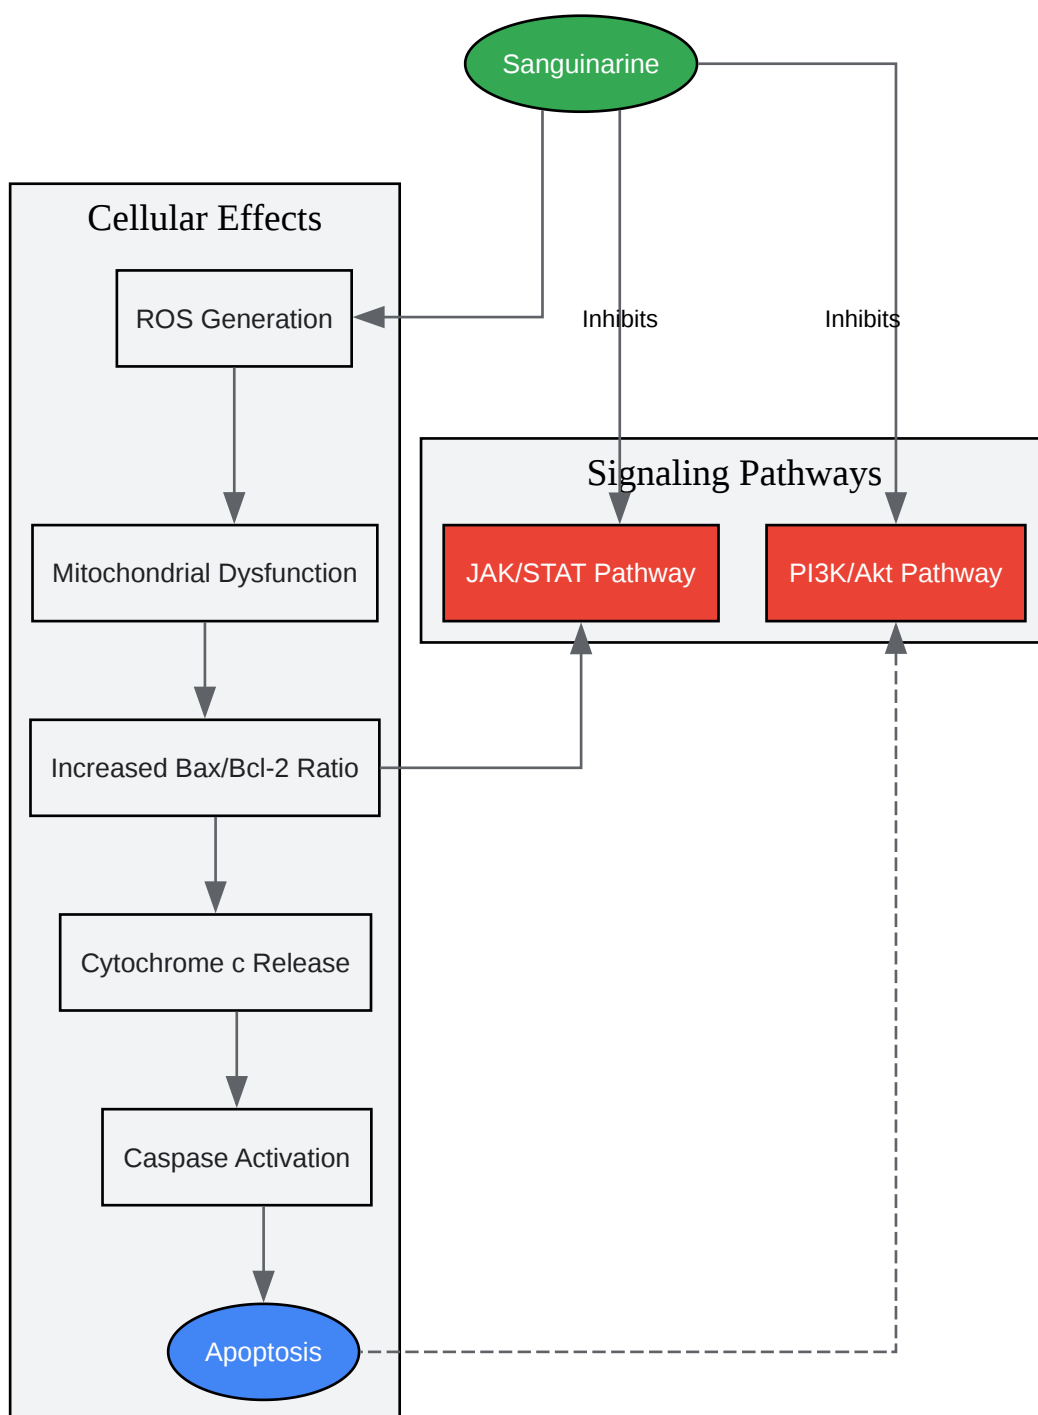 Sanguinarine
Cellular Effects
ROS Generation
Inhibits
Inhibits
Signaling Pathways
Mitochondrial Dysfunction
JAK/STAT Pathway
PI3K/Akt Pathway
Increased Bax/Bcl-2 Ratio
Cytochrome c Release
Caspase Activation
Apoptosis